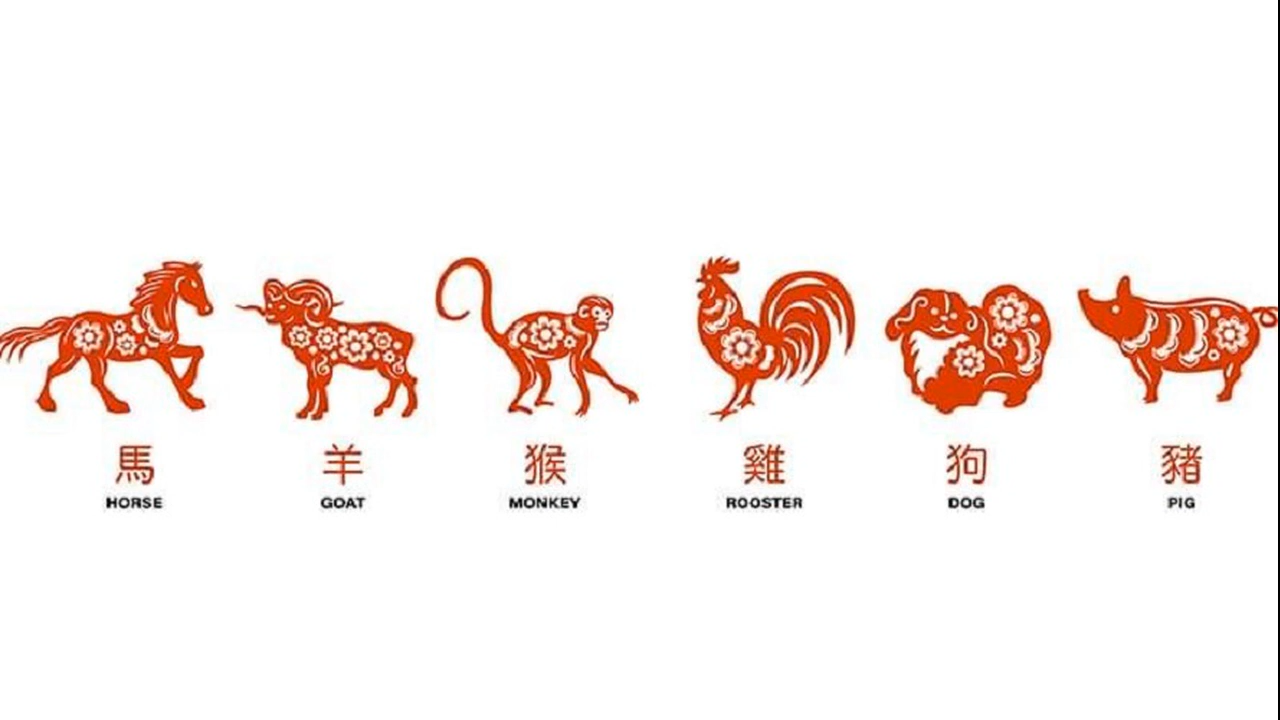 馬 羊 猴 雞 狗 豬
HORSE GOAT MONKEY ROOSTER DOG PIG